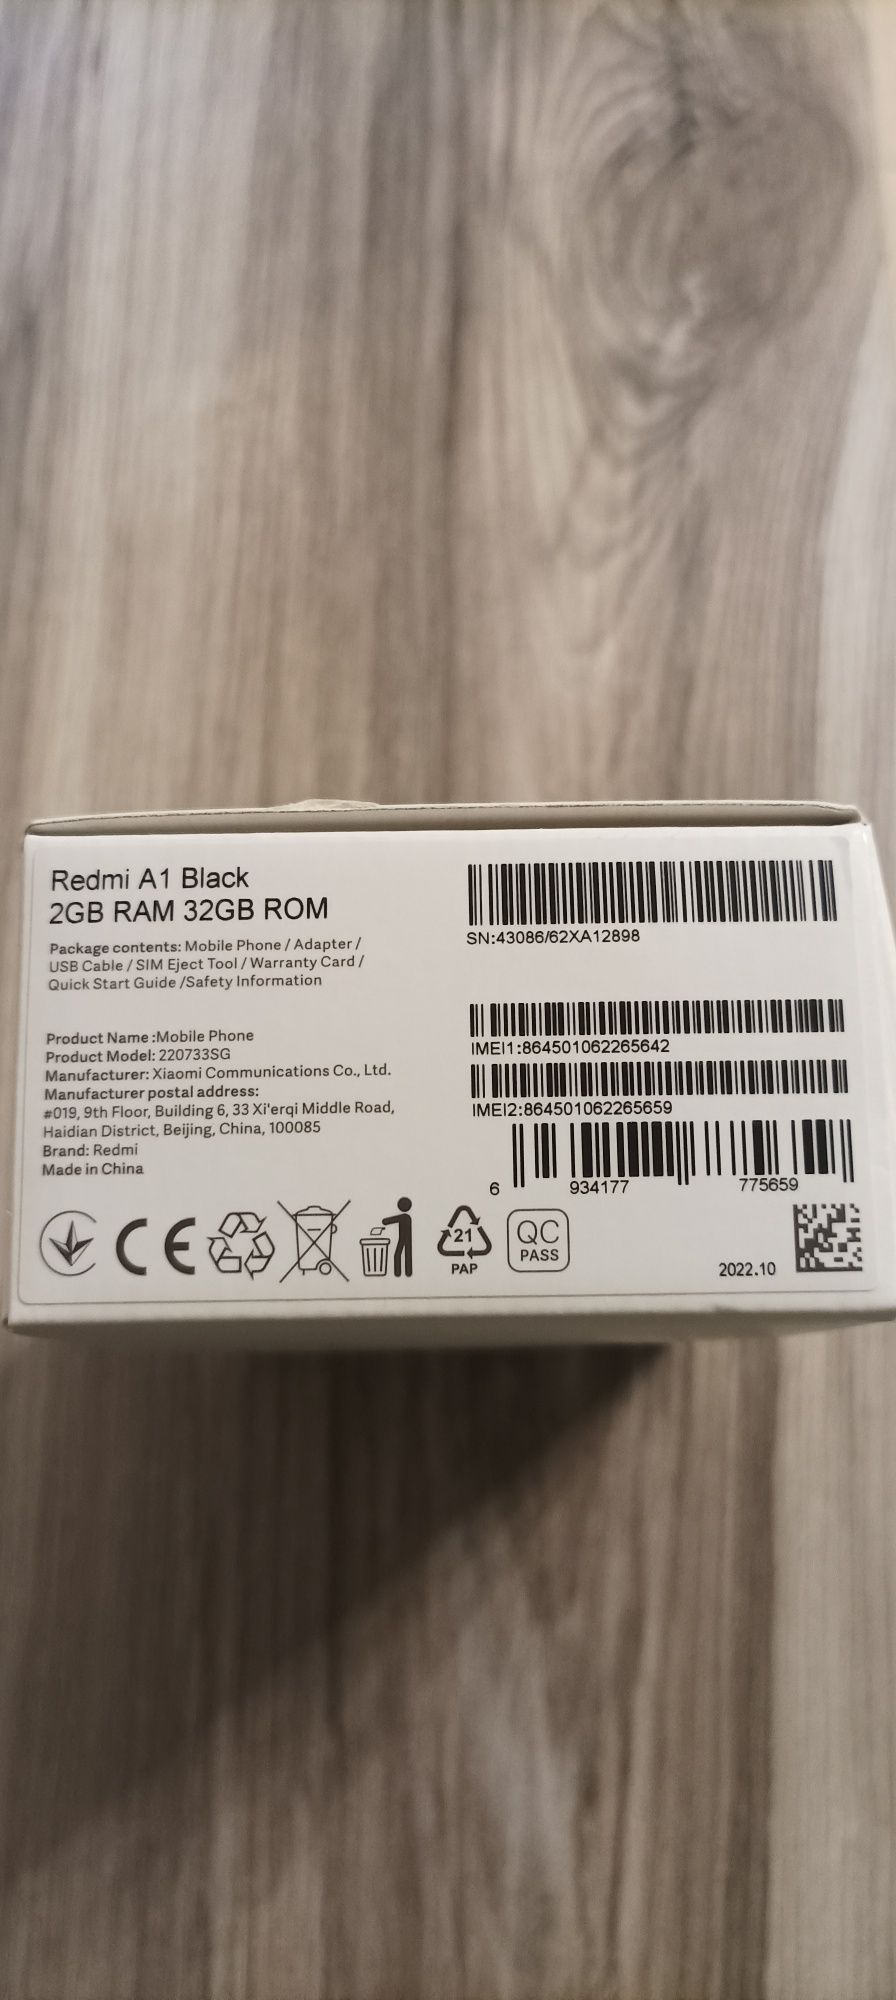 Redmi A1 Black
2GB RAM 32GB ROM
Package contents: Mobile Phone / Adapter /
USB Cable / SIM Eject Tool / Warranty Card /
Quick Start Guide /Safety Information
Product Name :Mobile Phone
Product Model: 220733SG
Manufacturer: Xiaomi Communications Co., Ltd.
Manufacturer postal address:
#019, 9th Floor, Building 6, 33 Xi'erqi Middle Road,
Haidian District, Beijing, China, 100085
Brand: Redmi
Made in China
SN:43086/62XA12898
IMEI1:864501062265642
IMEI2:864501062265659
6 934177 775659
CE
21
PAP
QC
PASS
2022.10